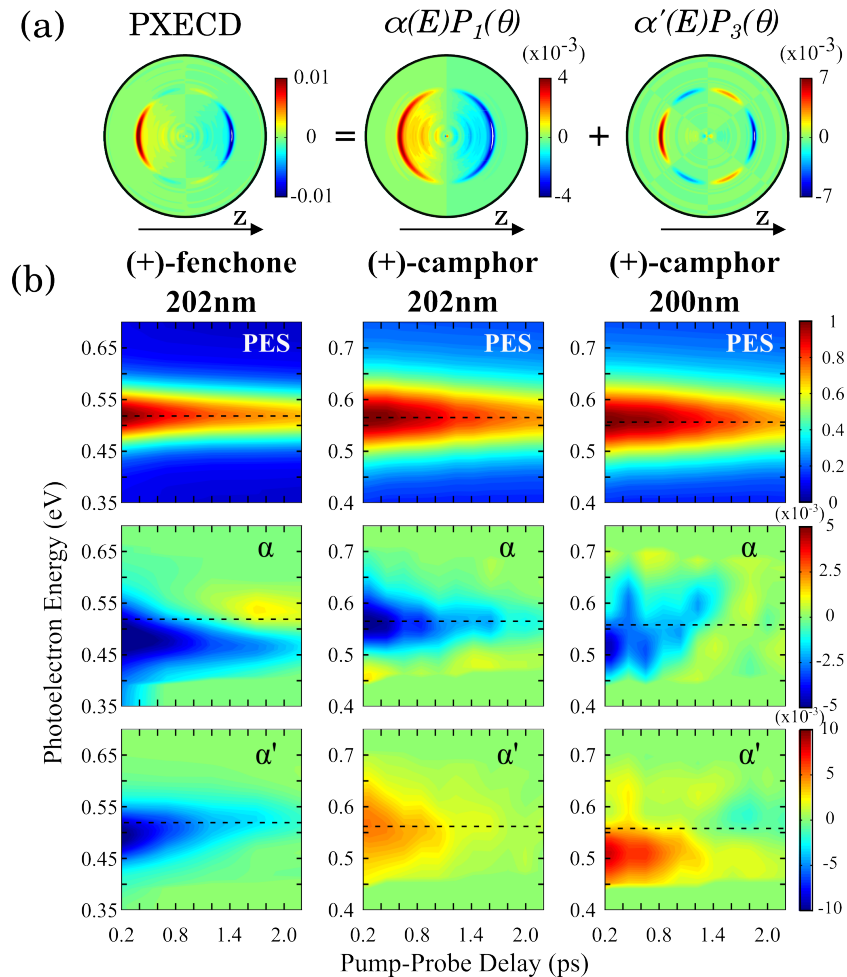 (a)
PXECD
α(E)P₁(θ)
α′(E)P₃(θ)
(x10⁻³)
(x10⁻³)
0.01
0
-0.01
=
4
0
-4
+
7
0
-7
z
z
z
(b)
(+)-fenchone
202nm
(+)-camphor
202nm
(+)-camphor
200nm
Photoelectron Energy (eV)
PES
0.65
0.55
0.45
0.35
PES
0.7
0.6
0.5
0.4
PES
0.7
0.6
0.5
0.4
1
0.8
0.6
0.4
0.2
0
α
0.65
0.55
0.45
0.35
α
0.7
0.6
0.5
0.4
α
0.7
0.6
0.5
0.4
(x10⁻³)
5
2.5
0
-2.5
-5
α'
0.65
0.55
0.45
0.35
α'
0.7
0.6
0.5
0.4
α'
0.7
0.6
0.5
0.4
(x10⁻³)
10
5
0
-5
-10
0.2 0.8 1.4 2.0
0.2 0.8 1.4 2.0
0.2 0.8 1.4 2.0
Pump-Probe Delay (ps)